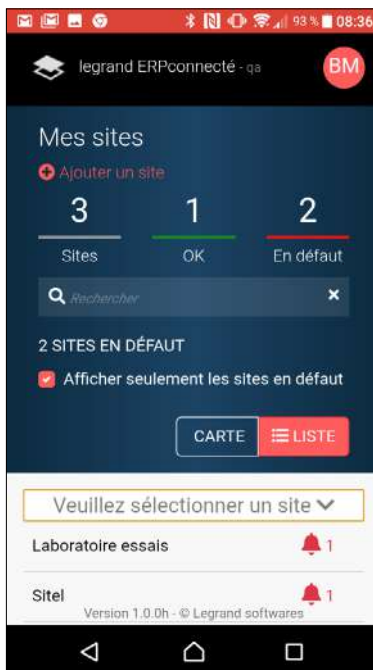 93 % 08:36
legrand ERPconnecté - qa
BM
Mes sites
Ajouter un site
3 1 2
Sites OK En défaut
Rechercher ×
2 SITES EN DÉFAUT
Afficher seulement les sites en défaut
CARTE LISTE
Veuillez sélectionner un site
Laboratoire essais 1
Sitel 1
Version 1.0.0h - © Legrand softwares